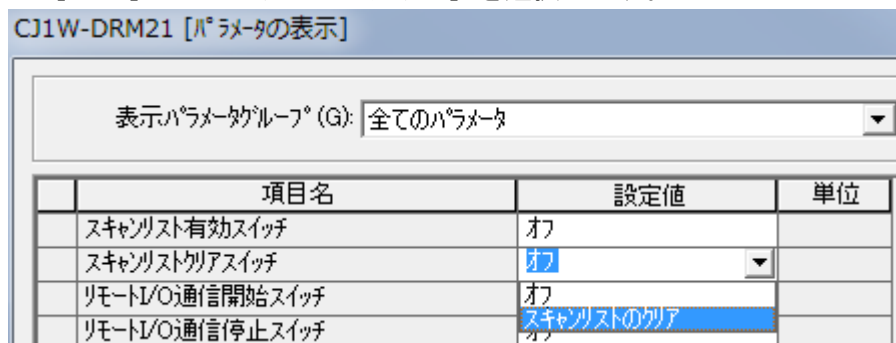 CJ1W-DRM21 [ﾊﾟﾗﾒｰﾀの表示]
表示ﾊﾟﾗﾒｰﾀｸﾞﾙｰﾌﾟ(G): 全てのﾊﾟﾗﾒｰﾀ
項目名 設定値 単位
ｽｷｬﾝﾘｽﾄ有効ｽｲｯﾁ ｵﾌ
ｽｷｬﾝﾘｽﾄｸﾘｱｽｲｯﾁ ｵﾌ
ﾘﾓｰﾄI/O通信開始ｽｲｯﾁ ｵﾌ
ｽｷｬﾝﾘｽﾄのｸﾘｱ
ﾘﾓｰﾄI/O通信停止ｽｲｯﾁ ｵﾌ